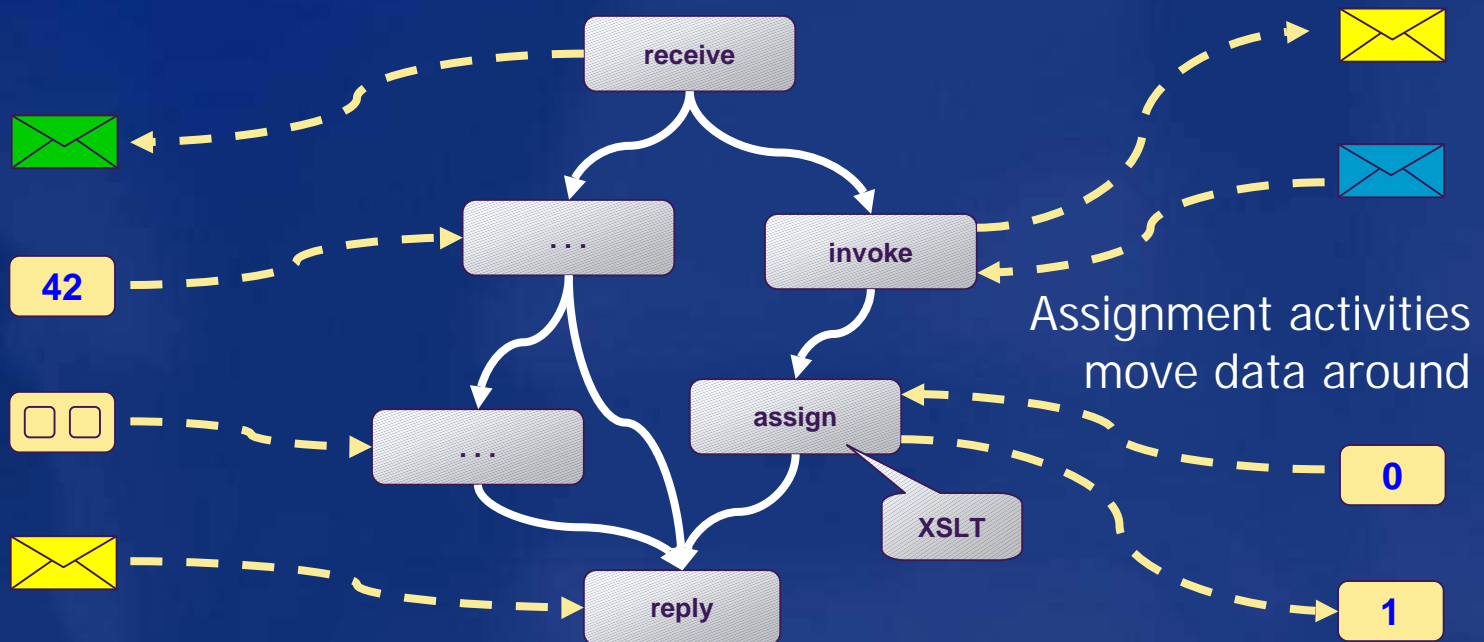 receive
. . .
invoke
42
Assignment activities
move data around
assign
. . .
0
XSLT
reply
1